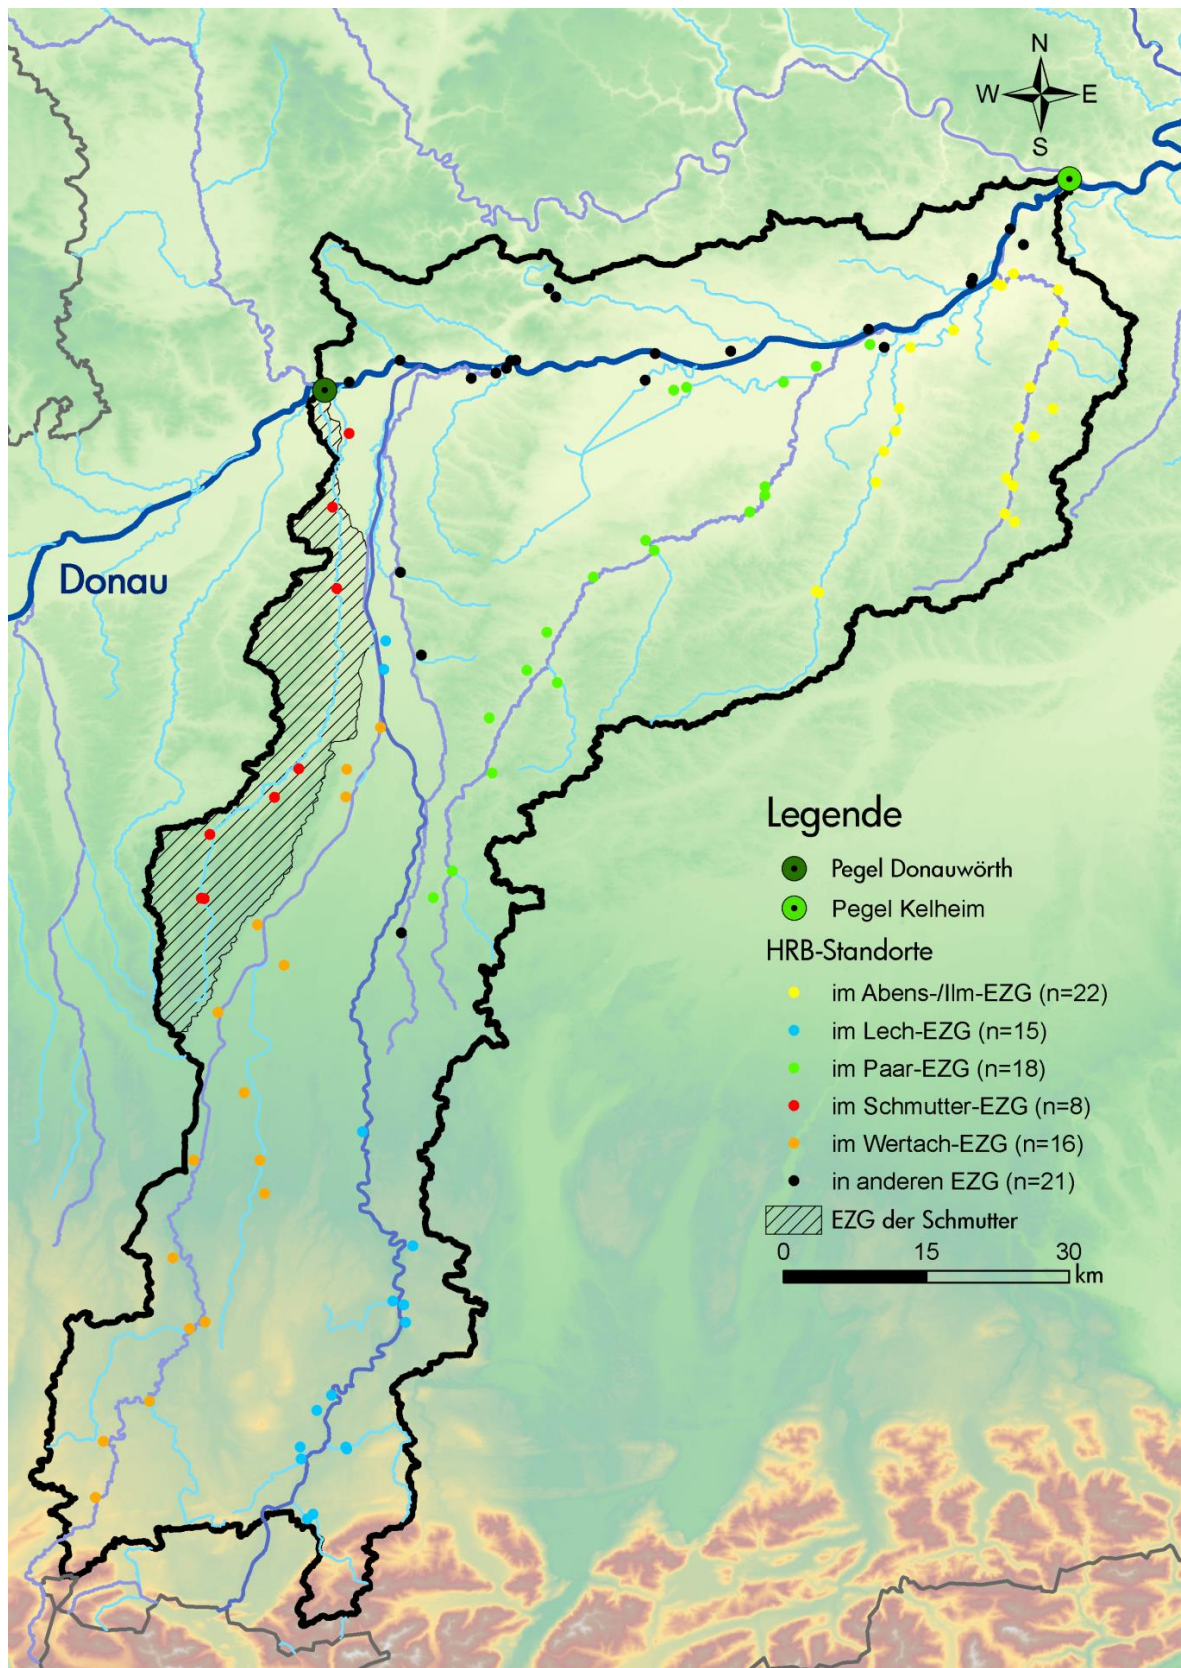 N
W E
S
Donau
Legende
Pegel Donauwörth
Pegel Kelheim
HRB-Standorte
im Abens-/Ilm-EZG (n=22)
im Lech-EZG (n=15)
im Paar-EZG (n=18)
im Schmutter-EZG (n=8)
im Wertach-EZG (n=16)
in anderen EZG (n=21)
EZG der Schmutter
0 15 30
km